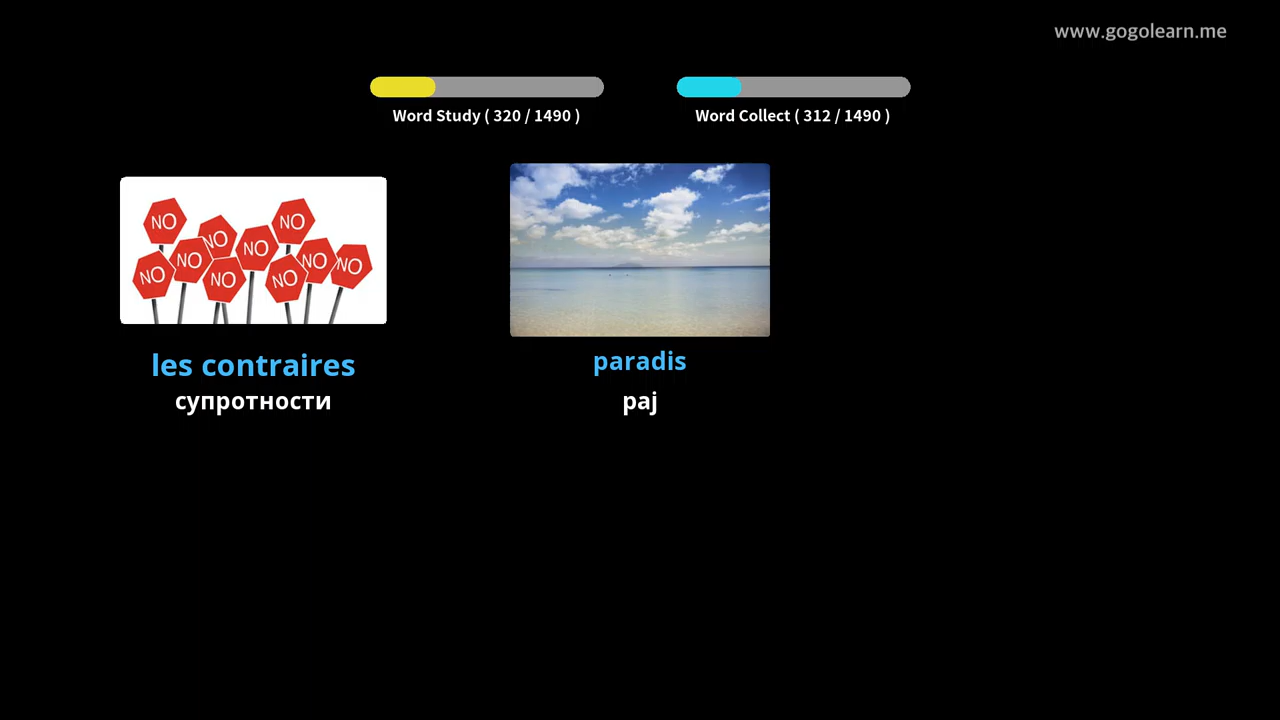 www.gogolearn.me
Word Study ( 320 / 1490 )
Word Collect ( 312 / 1490 )
NO
NO
NO
NO
NO
NO
NO
NO
NO
NO
les contraires
супротности
paradis
рај